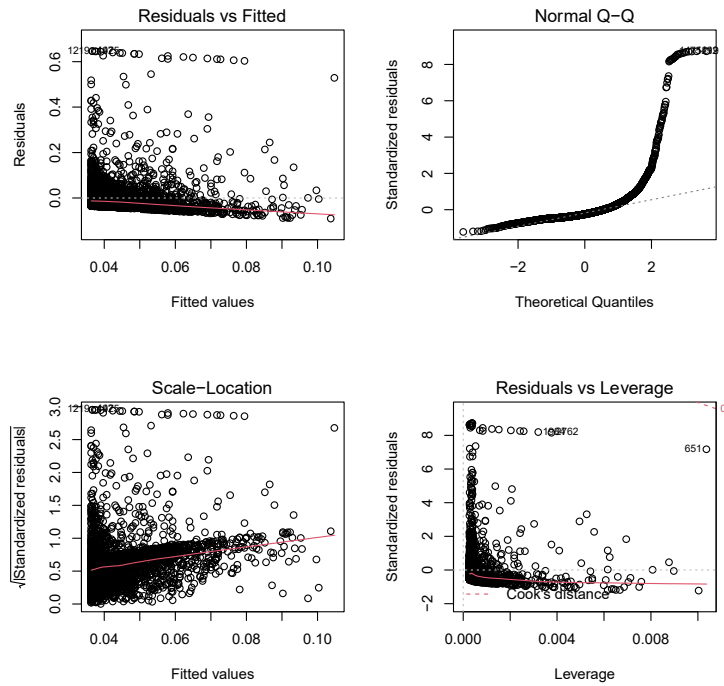 Residuals vs Fitted
Residuals
0.0 0.2 0.4 0.6
0.04 0.06 0.08 0.10
Fitted values
Normal Q−Q
Standardized residuals
0 2 4 6 8
−2 0 2
Theoretical Quantiles
Scale−Location
√|Standardized residuals|
0.0 0.5 1.0 1.5 2.0 2.5 3.0
0.04 0.06 0.08 0.10
Fitted values
Residuals vs Leverage
Standardized residuals
−2 0 2 4 6 8
651
Cook's distance
0.000 0.004 0.008
Leverage